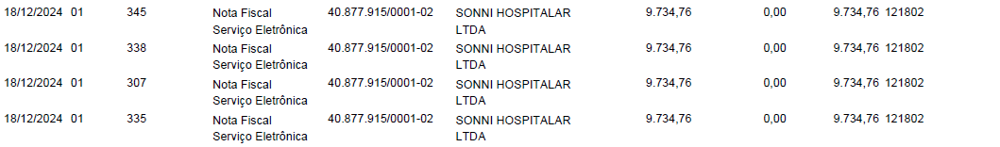 18/12/2024 01 345 Nota Fiscal 40.877.915/0001-02 SONNI HOSPITALAR 9.734,76 0,00 9.734,76 121802
Serviço Eletrônica LTDA
18/12/2024 01 338 Nota Fiscal 40.877.915/0001-02 SONNI HOSPITALAR 9.734,76 0,00 9.734,76 121802
Serviço Eletrônica LTDA
18/12/2024 01 307 Nota Fiscal 40.877.915/0001-02 SONNI HOSPITALAR 9.734,76 0,00 9.734,76 121802
Serviço Eletrônica LTDA
18/12/2024 01 335 Nota Fiscal 40.877.915/0001-02 SONNI HOSPITALAR 9.734,76 0,00 9.734,76 121802
Serviço Eletrônica LTDA